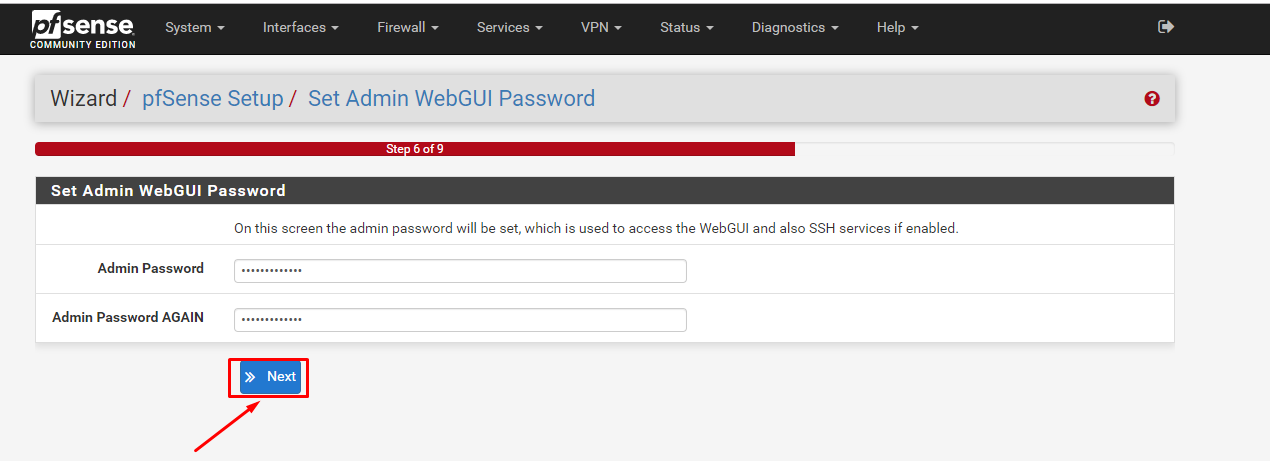 pfsense
COMMUNITY EDITION
System Interfaces Firewall Services VPN Status Diagnostics Help
Wizard / pfSense Setup / Set Admin WebGUI Password
?
Step 6 of 9
Set Admin WebGUI Password
On this screen the admin password will be set, which is used to access the WebGUI and also SSH services if enabled.
Admin Password •••••••••••••
Admin Password AGAIN •••••••••••••
Next